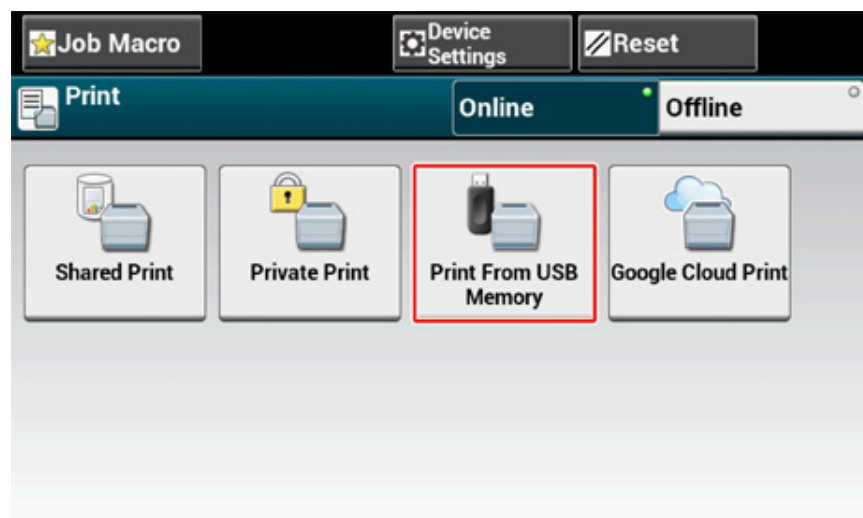 Job Macro
Device
Settings
Reset
Print
Online
Offline
Shared Print
Private Print
Print From USB
Memory
Google Cloud Print